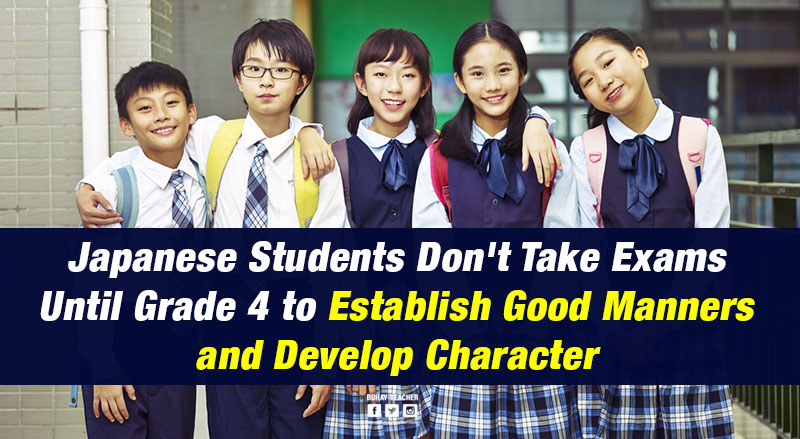 Japanese Students Don't Take Exams
Until Grade 4 to Establish Good Manners
and Develop Character
BUHAY TEACHER